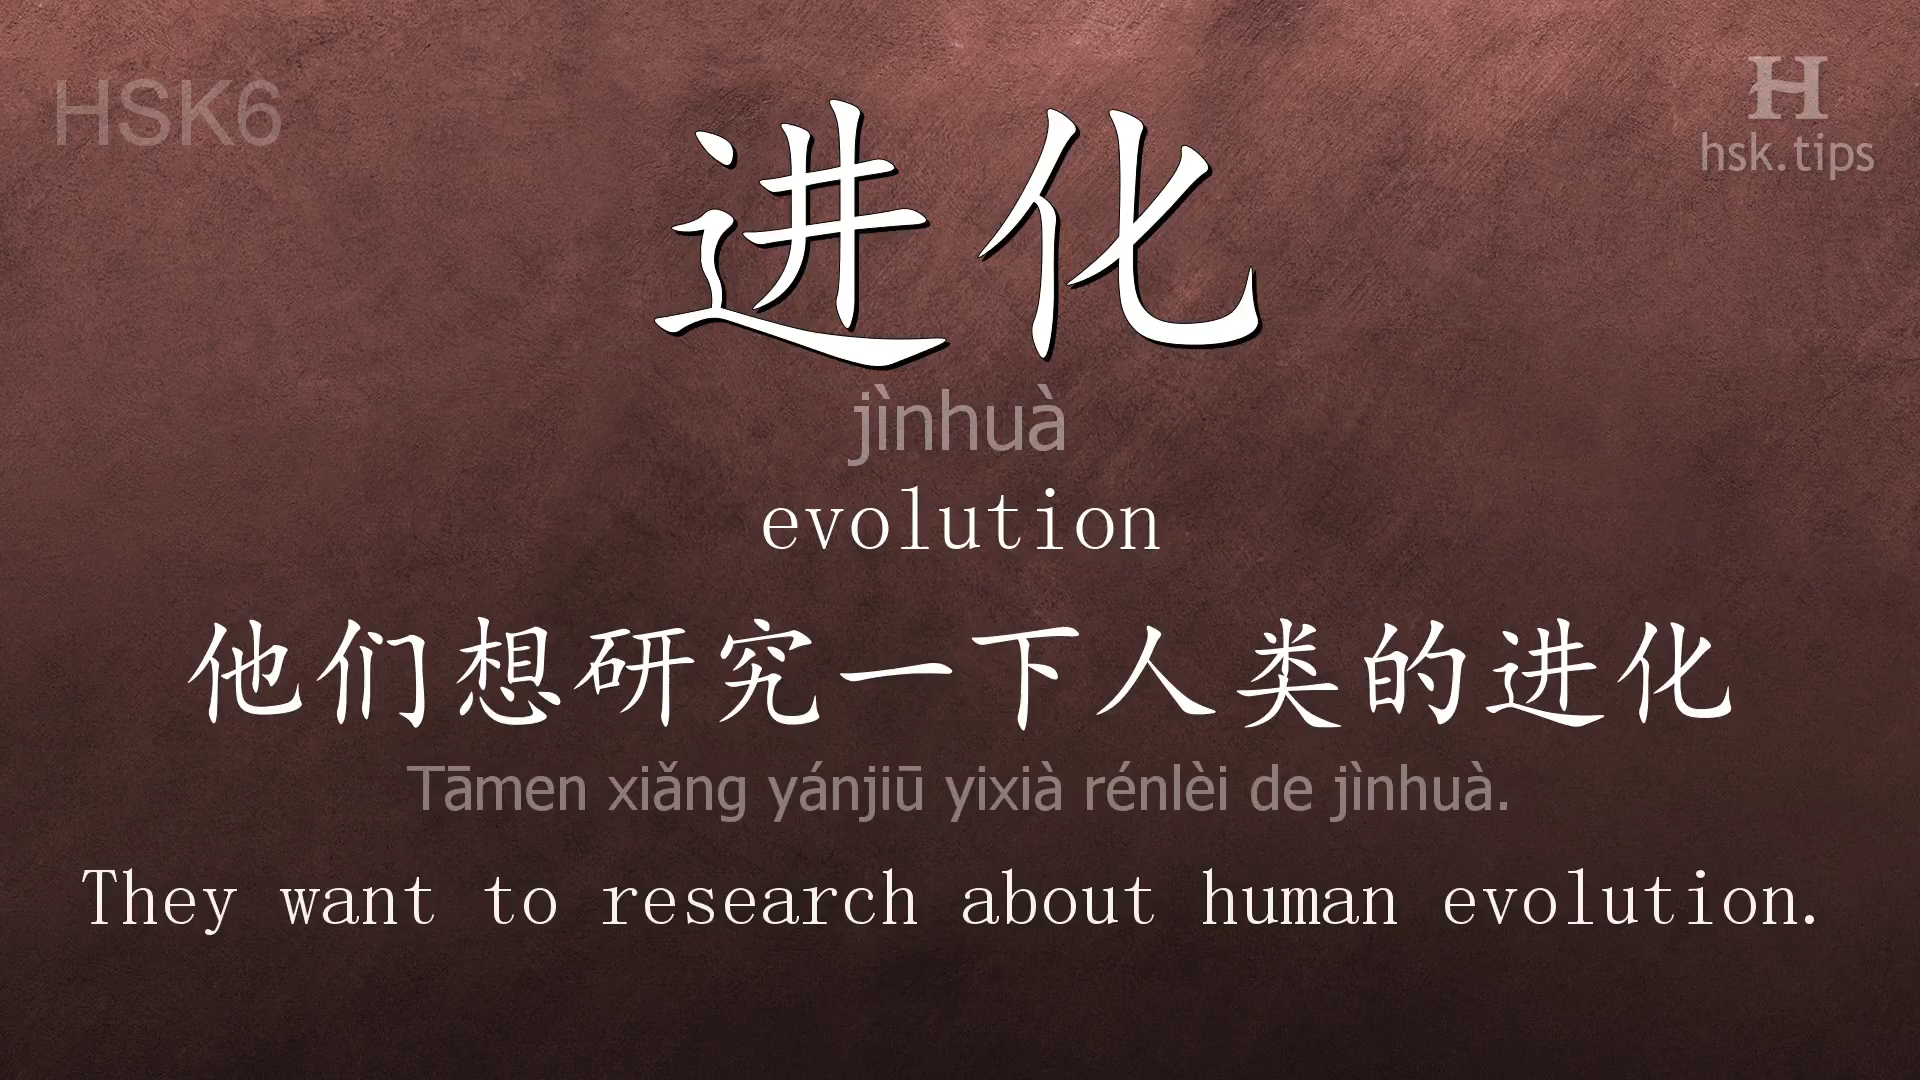 HSK6
H
hsk.tips
进化
jìnhuà
evolution
他们想研究一下人类的进化
Tāmen xiǎng yánjiū yixià rénlèi de jìnhuà.
They want to research about human evolution.